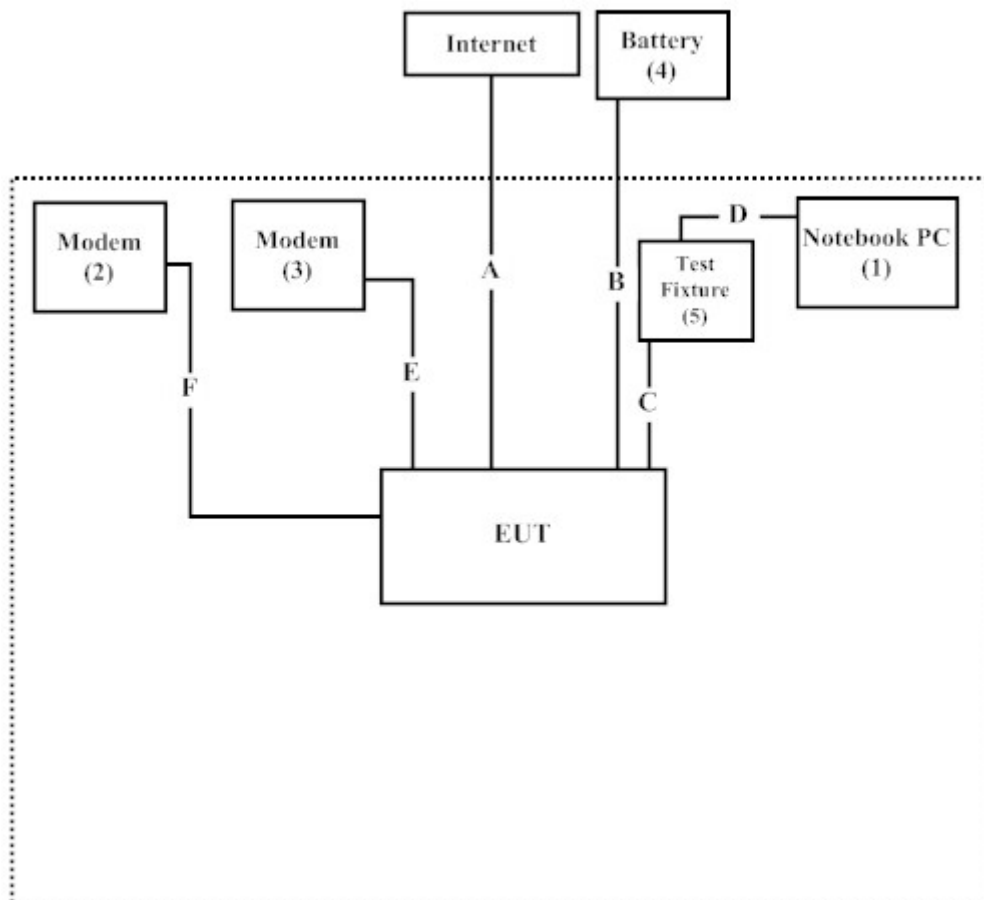 Internet
Battery
(4)
Modem
(2)
Modem
(3)
A
B
D
Test
Fixture
(5)
Notebook PC
(1)
F
E
C
EUT